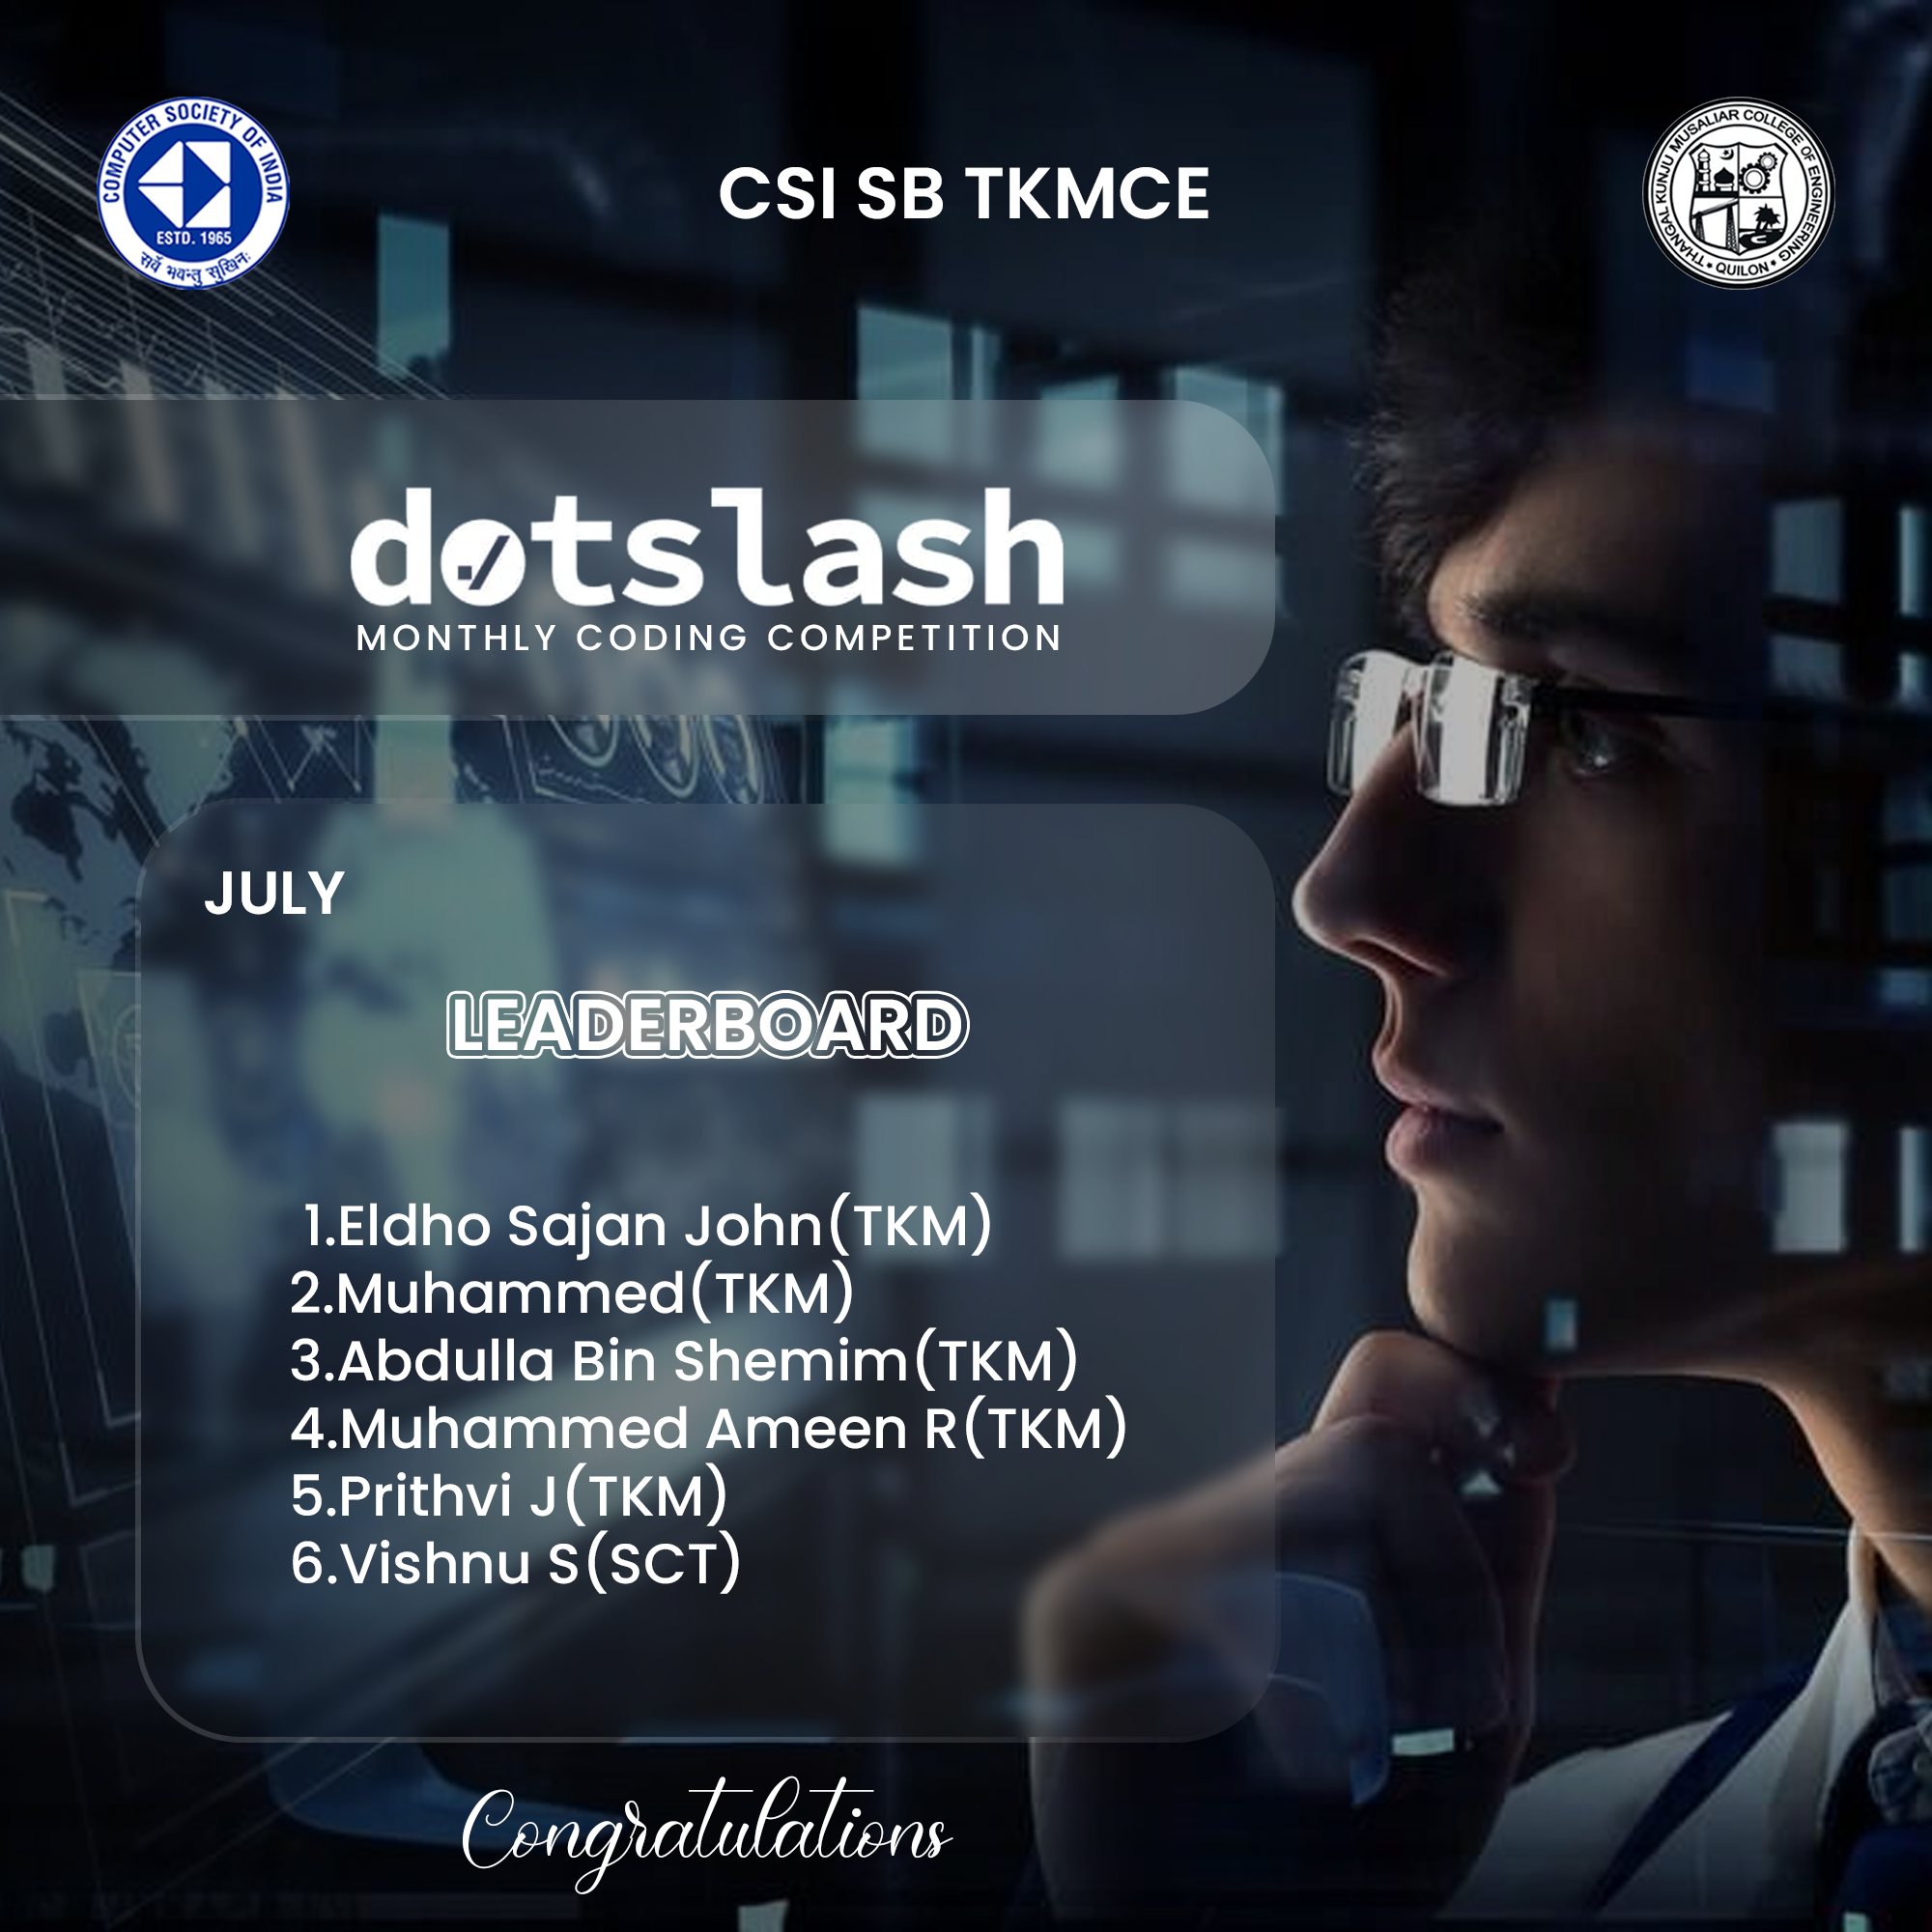 COMPUTER SOCIETY OF INDIA
ESTD. 1965
सर्वे भवन्तु सुखिनः
CSI SB TKMCE
THANGAL KUNJU MUSALIAR COLLEGE OF ENGINEERING
• QUILON •
dotslash
MONTHLY CODING COMPETITION
JULY
LEADERBOARD
1.Eldho Sajan John(TKM)
2.Muhammed(TKM)
3.Abdulla Bin Shemim(TKM)
4.Muhammed Ameen R(TKM)
5.Prithvi J(TKM)
6.Vishnu S(SCT)
Congratulations